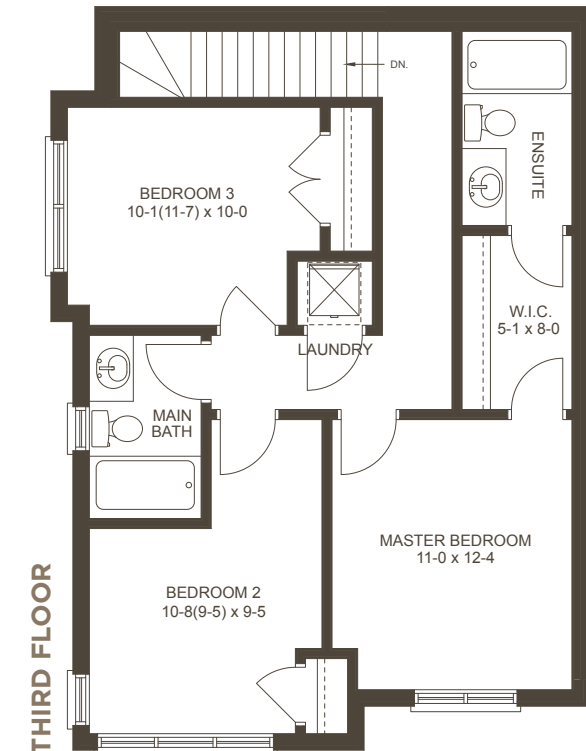 DN.
ENSUITE
BEDROOM 3
10-1(11-7) x 10-0
W.I.C.
5-1 x 8-0
LAUNDRY
MAIN
BATH
MASTER BEDROOM
11-0 x 12-4
BEDROOM 2
10-8(9-5) x 9-5
THIRD FLOOR